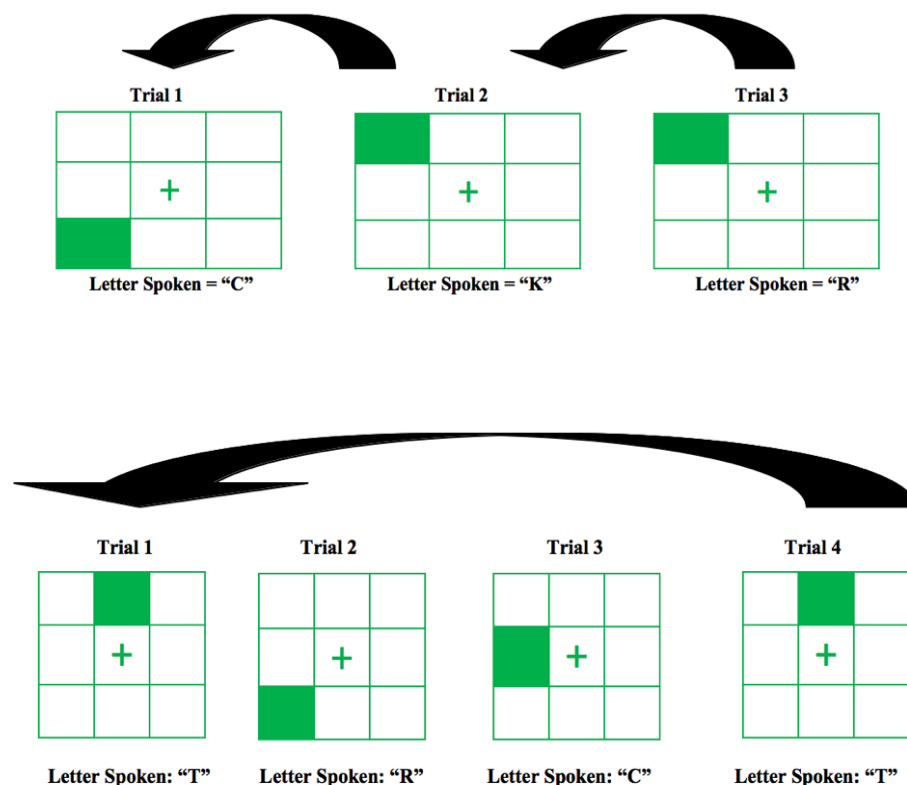 Trial 1 Trial 2 Trial 3
Letter Spoken = “C” Letter Spoken = “K” Letter Spoken = “R”
Trial 1 Trial 2 Trial 3 Trial 4
Letter Spoken: “T” Letter Spoken: “R” Letter Spoken: “C” Letter Spoken: “T”